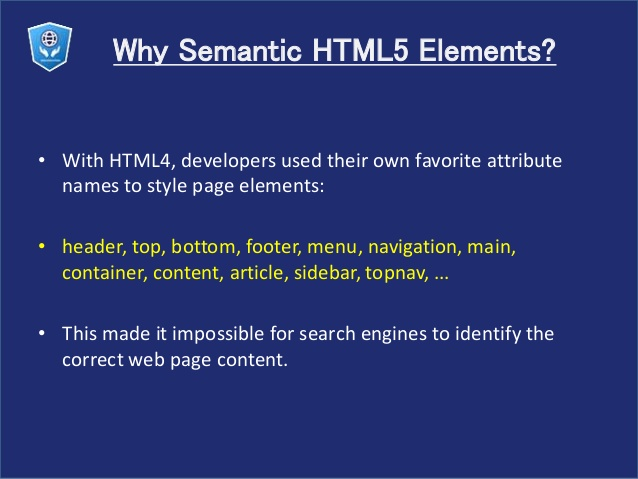 Why Semantic HTML5 Elements?
• With HTML4, developers used their own favorite attribute
names to style page elements:
• header, top, bottom, footer, menu, navigation, main,
container, content, article, sidebar, topnav, ...
• This made it impossible for search engines to identify the
correct web page content.